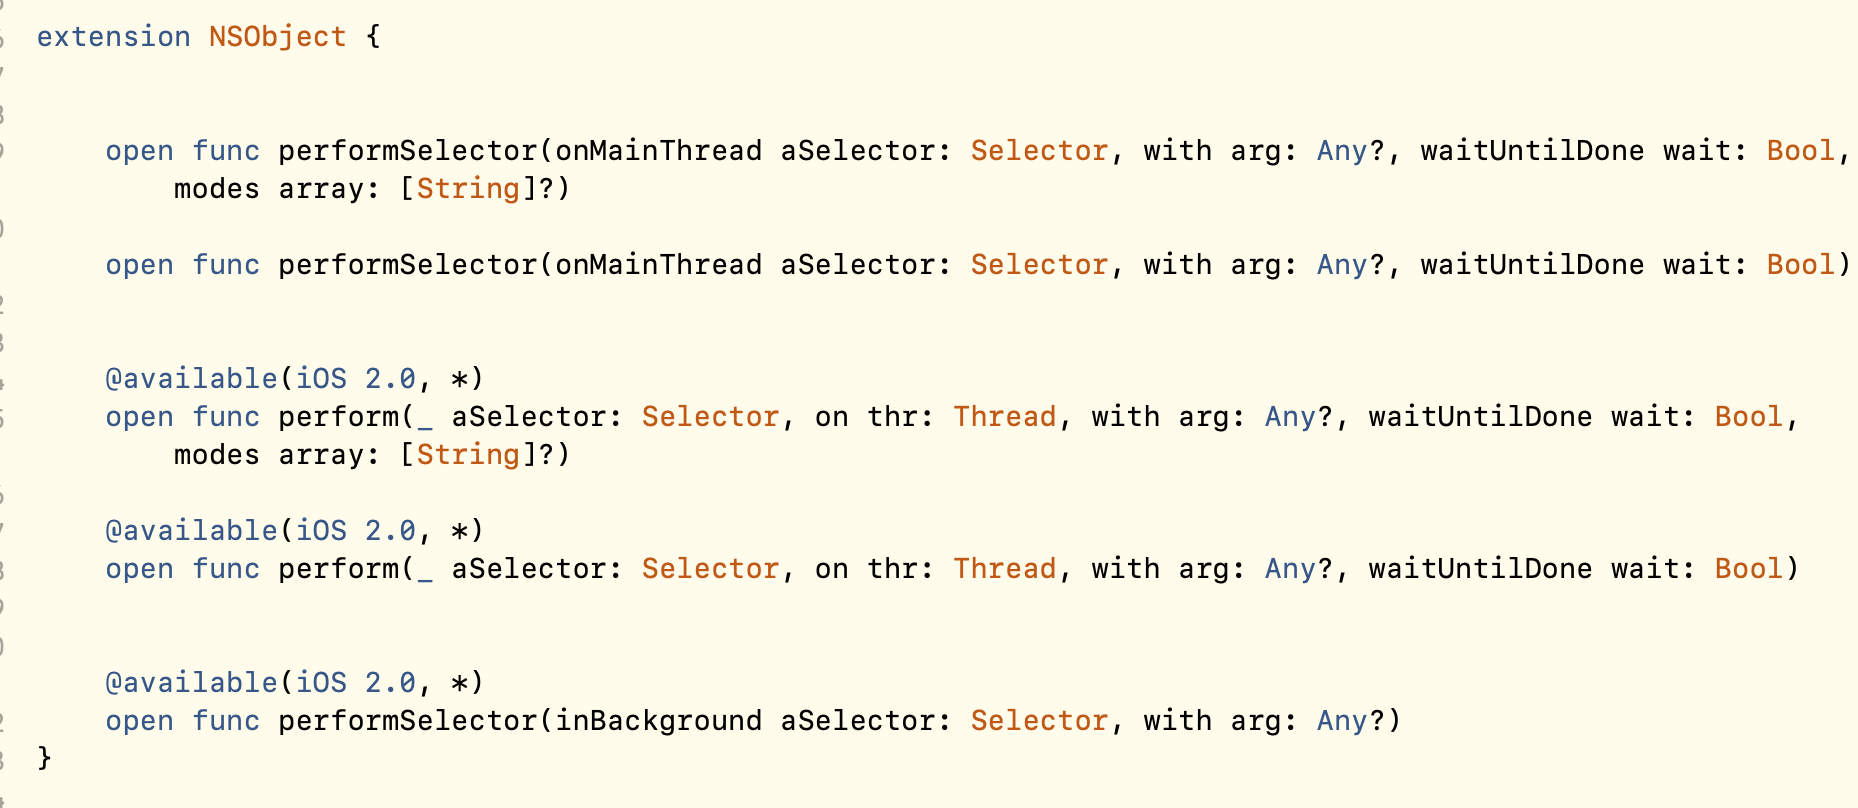 extension NSObject {
open func performSelector(onMainThread aSelector: Selector, with arg: Any?, waitUntilDone wait: Bool,
modes array: [String]?)
open func performSelector(onMainThread aSelector: Selector, with arg: Any?, waitUntilDone wait: Bool)
@available(iOS 2.0, *)
open func perform(_ aSelector: Selector, on thr: Thread, with arg: Any?, waitUntilDone wait: Bool,
modes array: [String]?)
@available(iOS 2.0, *)
open func perform(_ aSelector: Selector, on thr: Thread, with arg: Any?, waitUntilDone wait: Bool)
@available(iOS 2.0, *)
open func performSelector(inBackground aSelector: Selector, with arg: Any?)
}